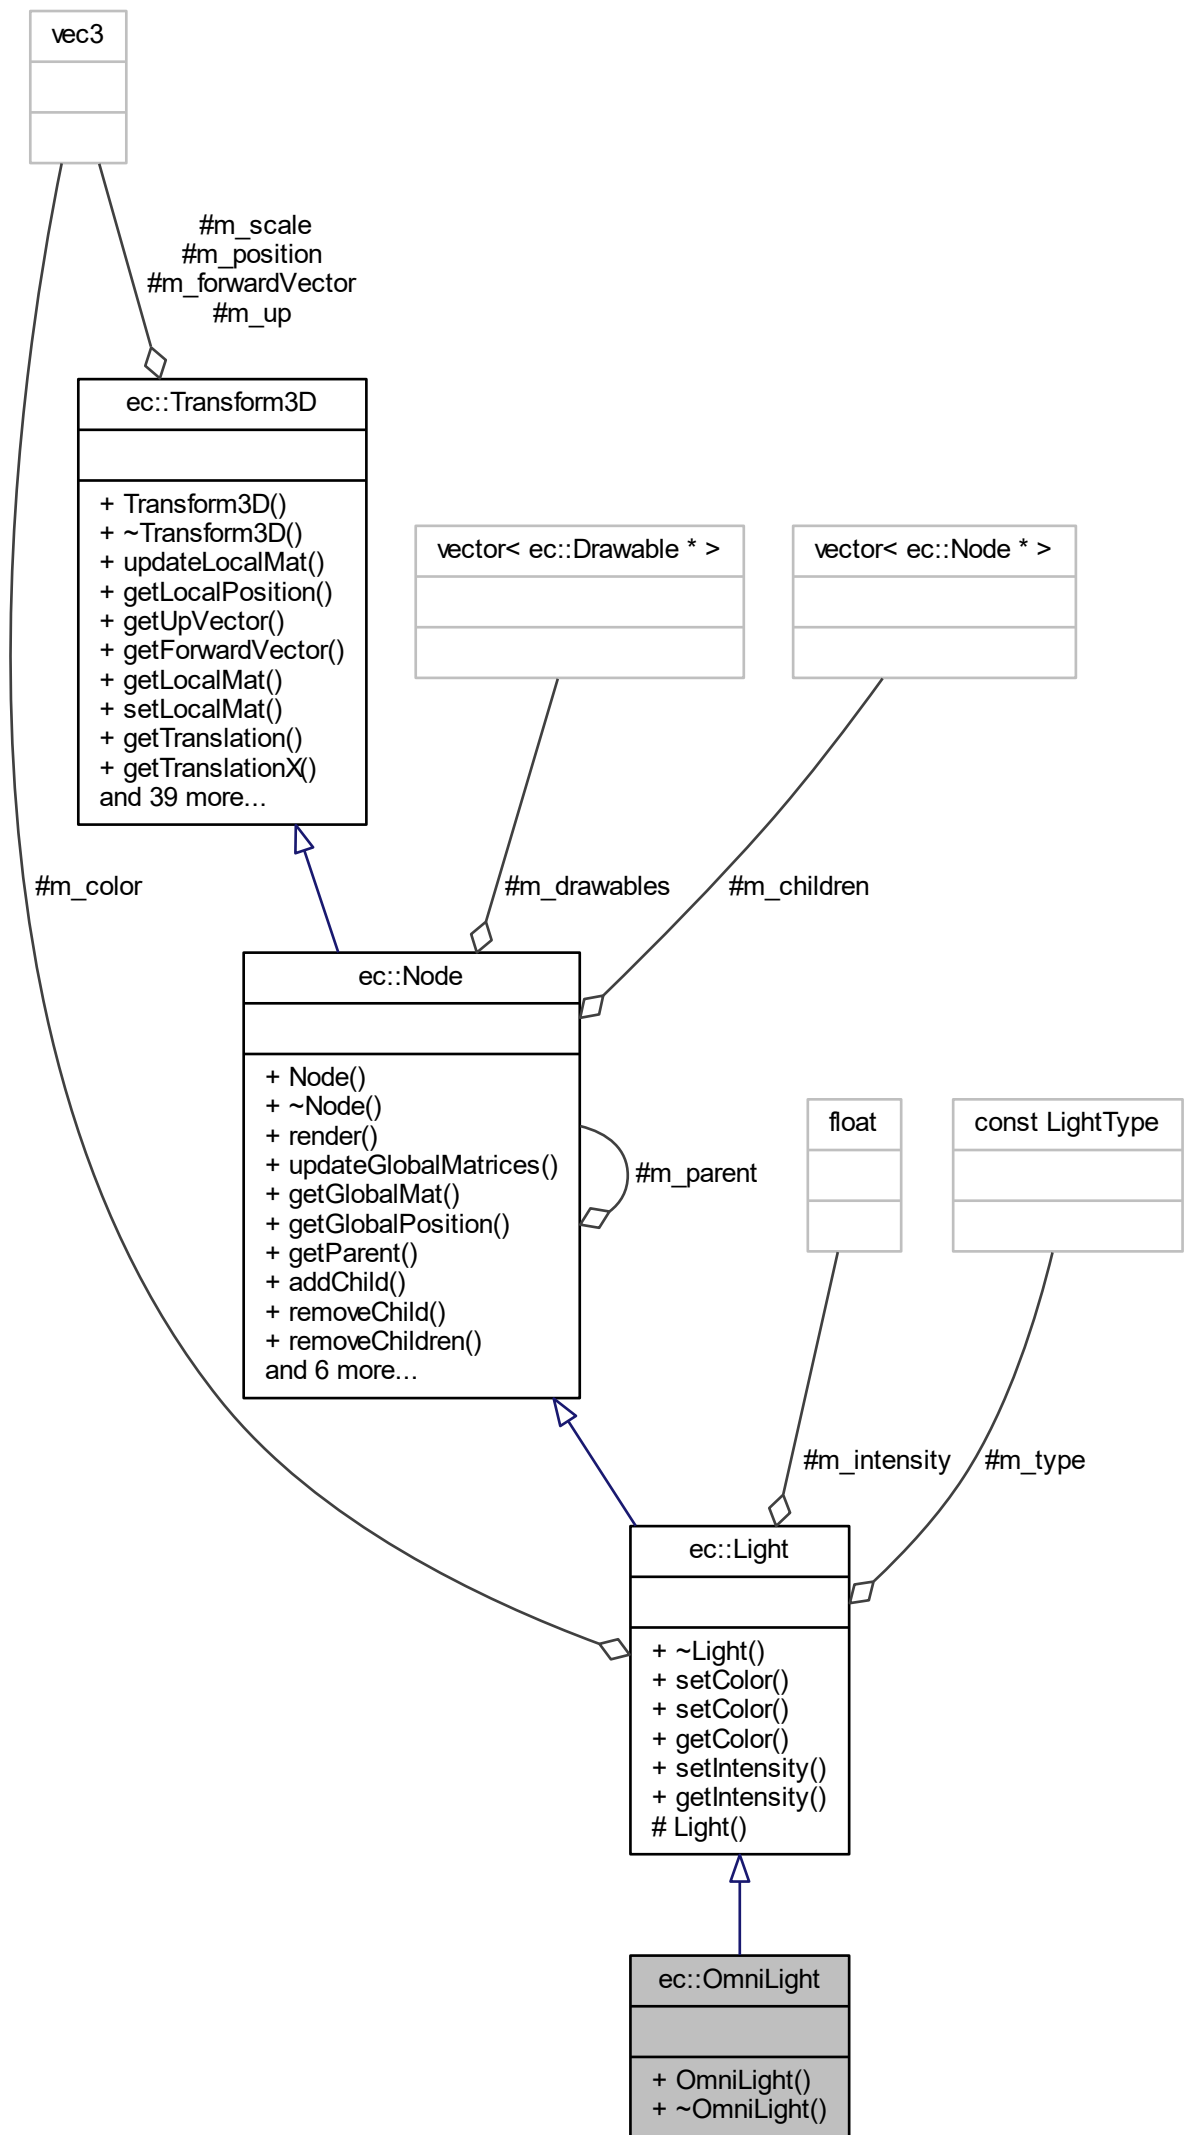 vec3
#m_scale
#m_position
#m_forwardVector
#m_up
ec::Transform3D
+ Transform3D()
+ ~Transform3D()
+ updateLocalMat()
+ getLocalPosition()
+ getUpVector()
+ getForwardVector()
+ getLocalMat()
+ setLocalMat()
+ getTranslation()
+ getTranslationX()
and 39 more...
vector< ec::Drawable * >
vector< ec::Node * >
#m_color
#m_drawables
#m_children
ec::Node
+ Node()
+ ~Node()
+ render()
+ updateGlobalMatrices()
+ getGlobalMat()
+ getGlobalPosition()
+ getParent()
+ addChild()
+ removeChild()
+ removeChildren()
and 6 more...
#m_parent
float
const LightType
#m_intensity
#m_type
ec::Light
+ ~Light()
+ setColor()
+ setColor()
+ getColor()
+ setIntensity()
+ getIntensity()
# Light()
ec::OmniLight
+ OmniLight()
+ ~OmniLight()